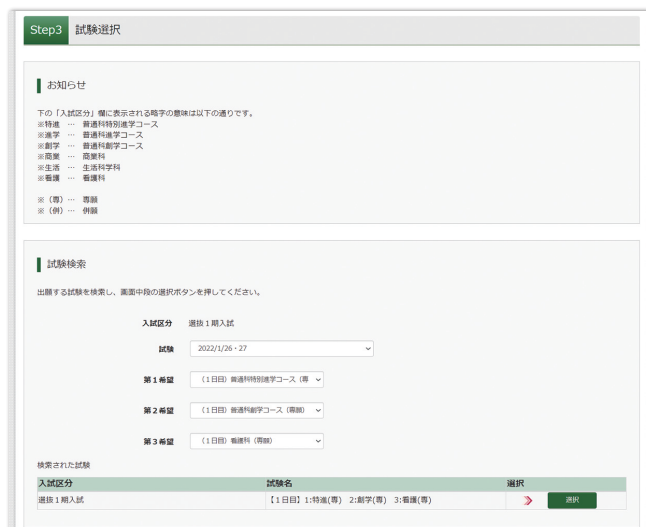 Step3 試験選択
お知らせ
下の「入試区分」欄に表示される略字の意味は以下の通りです。
※特進 … 普通科特別進学コース
※進学 … 普通科進学コース
※創学 … 普通科創学コース
※商業 … 商業科
※生活 … 生活科学科
※看護 … 看護科
※（専）… 専願
※（併）… 併願
試験検索
出願する試験を検索し、画面中段の選択ボタンを押してください。
入試区分 選抜１期入試
試験 2022/1/26・27
第１希望 （１日目）普通科特別進学コース（専
第２希望 （１日目）普通科創学コース（専願）
第３希望 （１日目）看護科（専願）
検索された試験
入試区分 試験名 選択
選抜１期入試 【１日目】1:特進(専) 2:創学(専) 3:看護(専) 選択